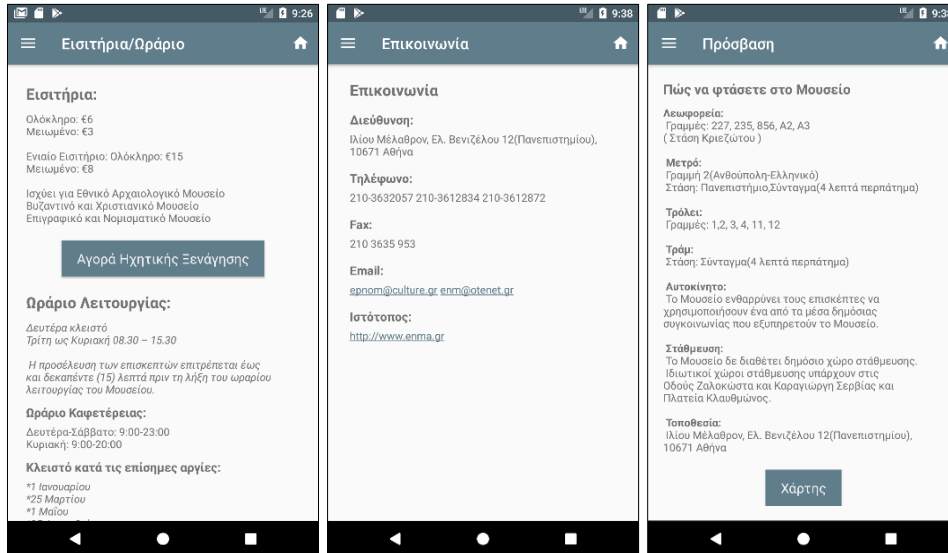 LTE 9:26
Εισιτήρια/Ωράριο
Εισιτήρια:
Ολόκληρο: €6
Μειωμένο: €3
Ενιαίο Εισιτήριο: Ολόκληρο: €15
Μειωμένο: €8
Ισχύει για Εθνικό Αρχαιολογικό Μουσείο
Βυζαντινό και Χριστιανικό Μουσείο
Επιγραφικό και Νομισματικό Μουσείο
Αγορά Ηχητικής Ξενάγησης
Ωράριο Λειτουργίας:
Δευτέρα κλειστό
Τρίτη ως Κυριακή 08.30 – 15.30
Η προσέλευση των επισκεπτών επιτρέπεται έως
και δεκαπέντε (15) λεπτά πριν τη λήξη του ωραρίου
λειτουργίας του Μουσείου.
Ωράριο Καφετέρειας:
Δευτέρα-Σάββατο: 9:00-23:00
Κυριακή: 9:00-20:00
Κλειστό κατά τις επίσημες αργίες:
*1 Ιανουαρίου
*25 Μαρτίου
*1 Μαΐου
LTE 9:38
Επικοινωνία
Επικοινωνία
Διεύθυνση:
Ιλίου Μέλαθρον, Ελ. Βενιζέλου 12(Πανεπιστημίου),
10671 Αθήνα
Τηλέφωνο:
210-3632057 210-3612834 210-3612872
Fax:
210 3635 953
Email:
epnom@culture.gr enm@otenet.gr
Ιστότοπος:
http://www.enma.gr
LTE 9:38
Πρόσβαση
Πώς να φτάσετε στο Μουσείο
Λεωφορεία:
Γραμμές: 227, 235, 856, Α2, Α3
( Στάση Κριεζώτου )
Μετρό:
Γραμμή 2(Ανθούπολη-Ελληνικό)
Στάση: Πανεπιστήμιο,Σύνταγμα(4 λεπτά περπάτημα)
Τρόλει:
Γραμμές: 1,2, 3, 4, 11, 12
Τράμ:
Στάση: Σύνταγμα(4 λεπτά περπάτημα)
Αυτοκίνητο:
Το Μουσείο ενθαρρύνει τους επισκέπτες να
χρησιμοποιήσουν ένα από τα μέσα δημόσιας
συγκοινωνίας που εξυπηρετούν το Μουσείο.
Στάθμευση:
Το Μουσείο δε διαθέτει δημόσιο χώρο στάθμευσης.
Ιδιωτικοί χώροι στάθμευσης υπάρχουν στις
Οδούς Ζαλοκώστα και Καραγιώργη Σερβίας και
Πλατεία Κλαυθμώνος.
Τοποθεσία:
Ιλίου Μέλαθρον, Ελ. Βενιζέλου 12(Πανεπιστημίου),
10671 Αθήνα
Χάρτης